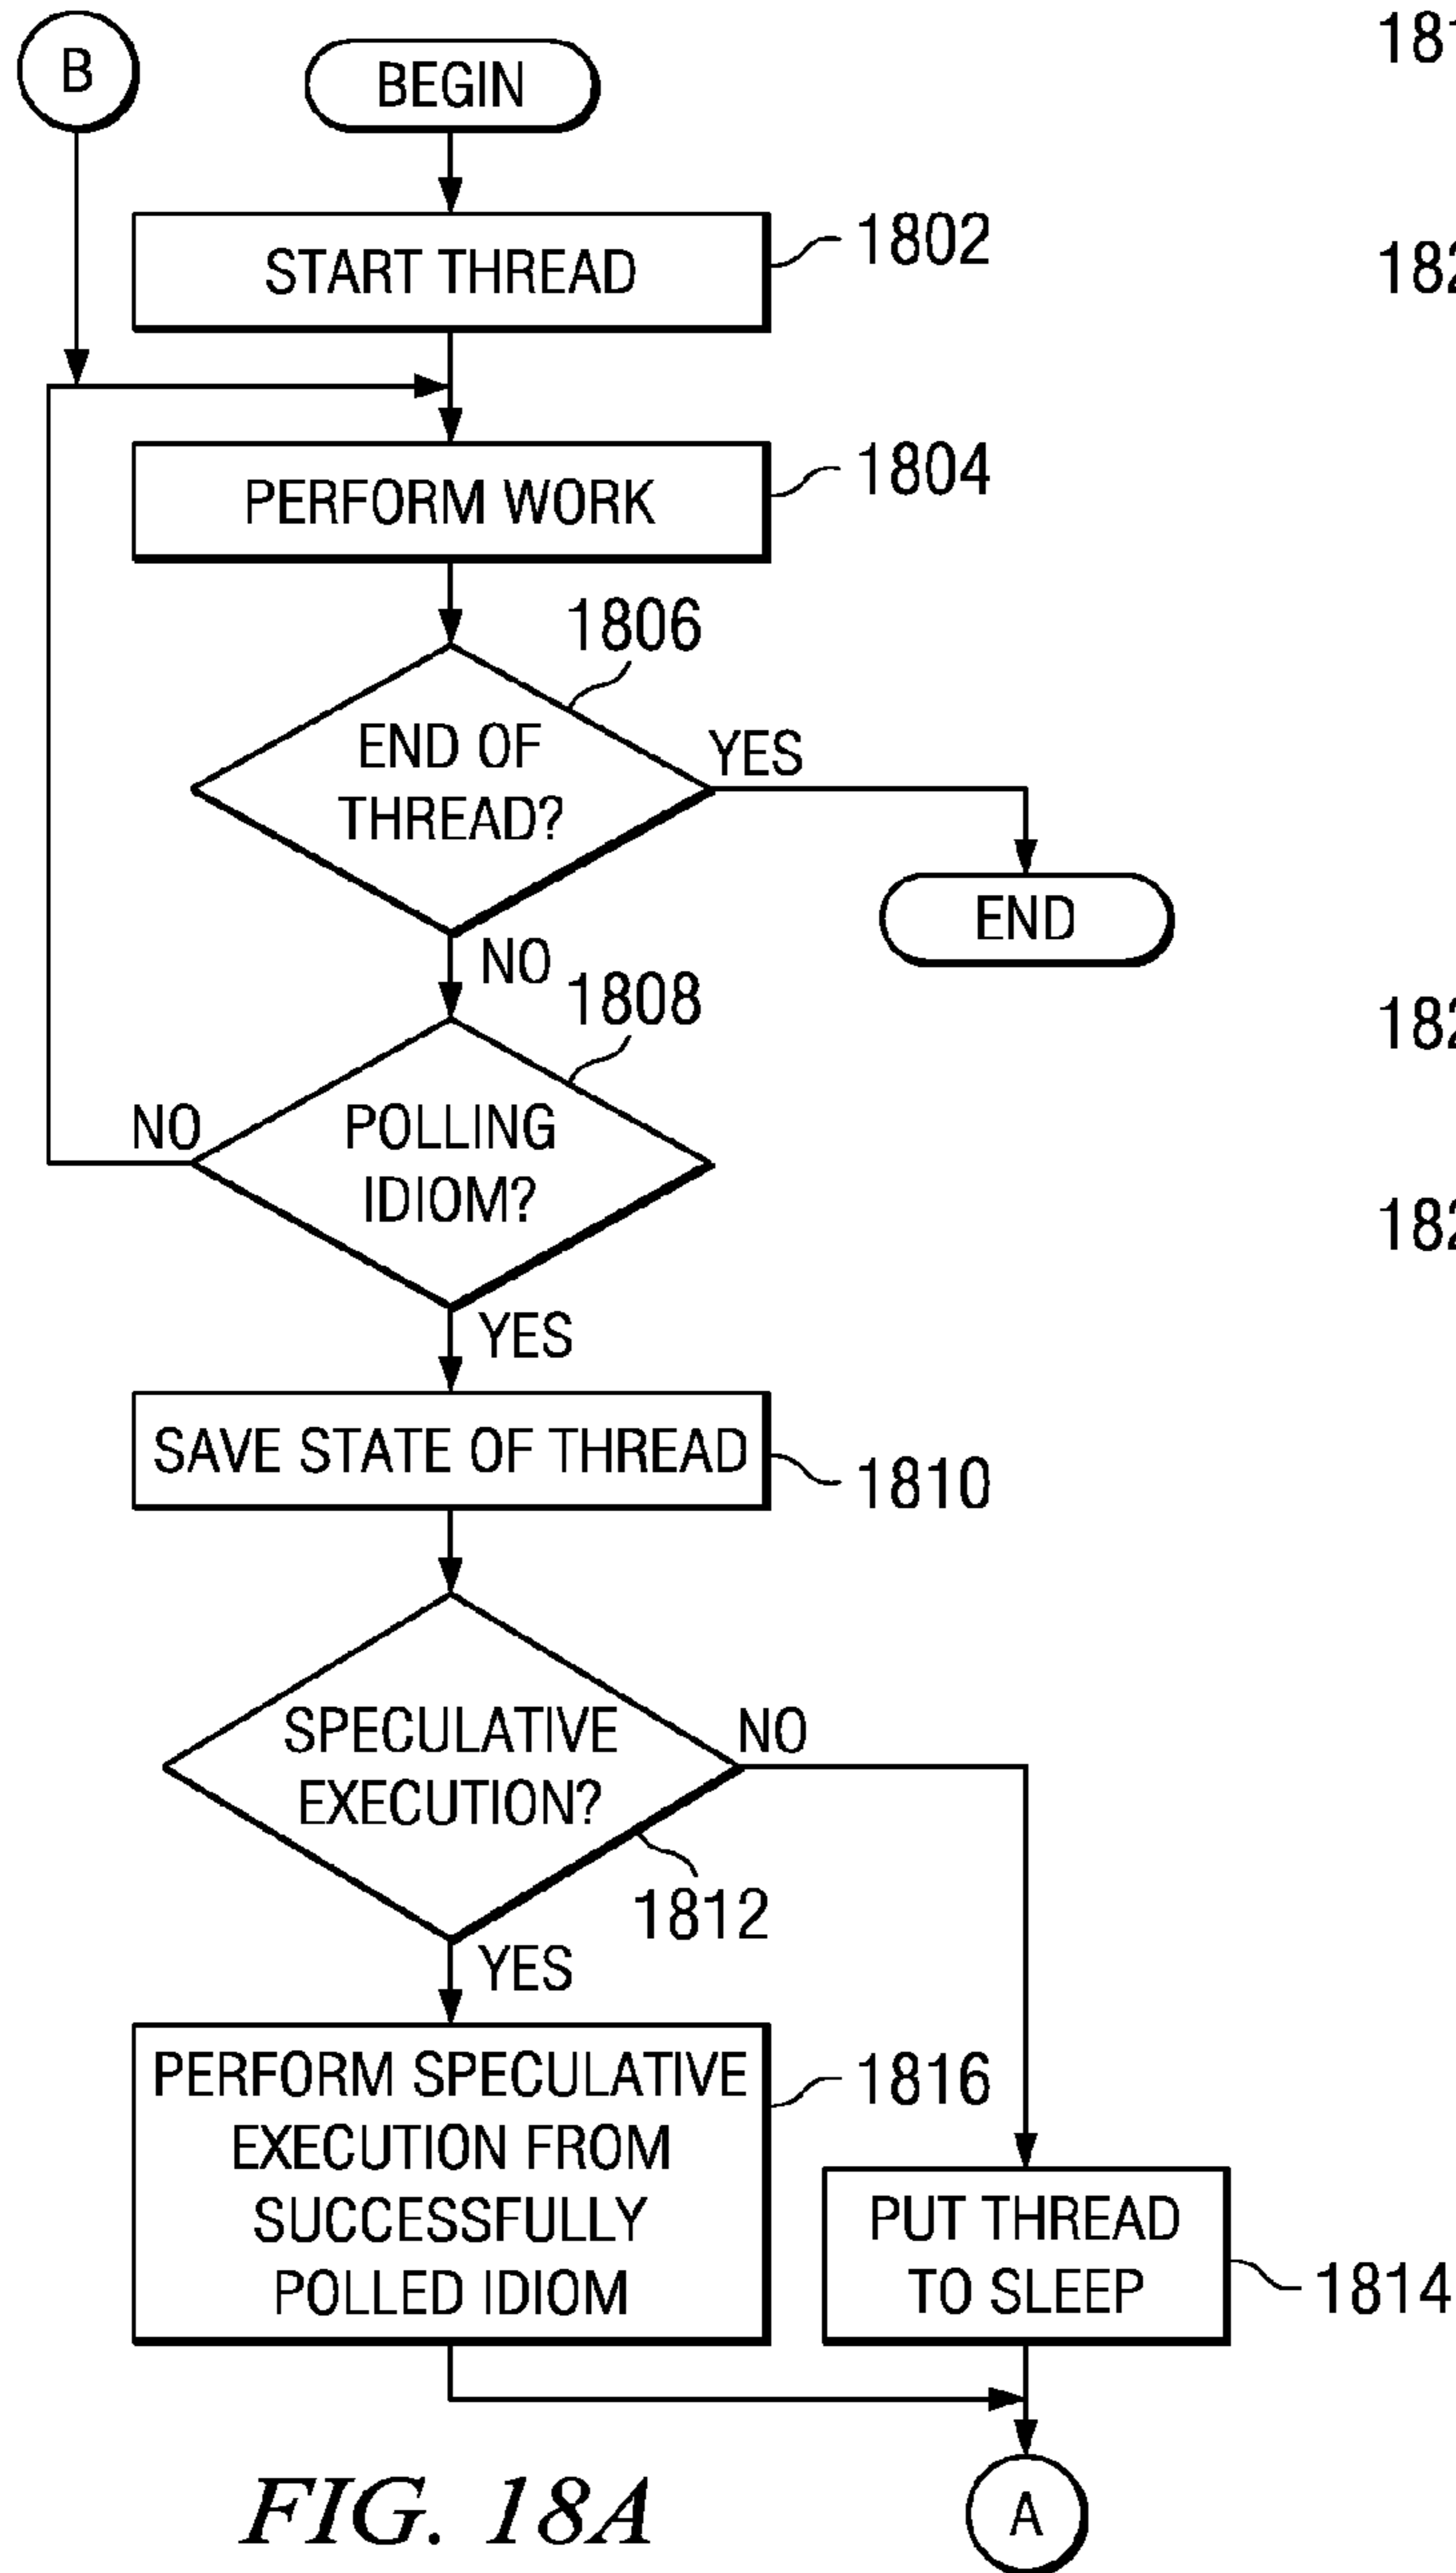 B
BEGIN
START THREAD
1802
PERFORM WORK
1804
1806
END OF
THREAD?
YES
END
NO
1808
POLLING
IDIOM?
NO
YES
SAVE STATE OF THREAD
1810
SPECULATIVE
EXECUTION?
NO
1812
YES
PERFORM SPECULATIVE
EXECUTION FROM
SUCCESSFULLY
POLLED IDIOM
1816
PUT THREAD
TO SLEEP
1814
A
FIG. 18A